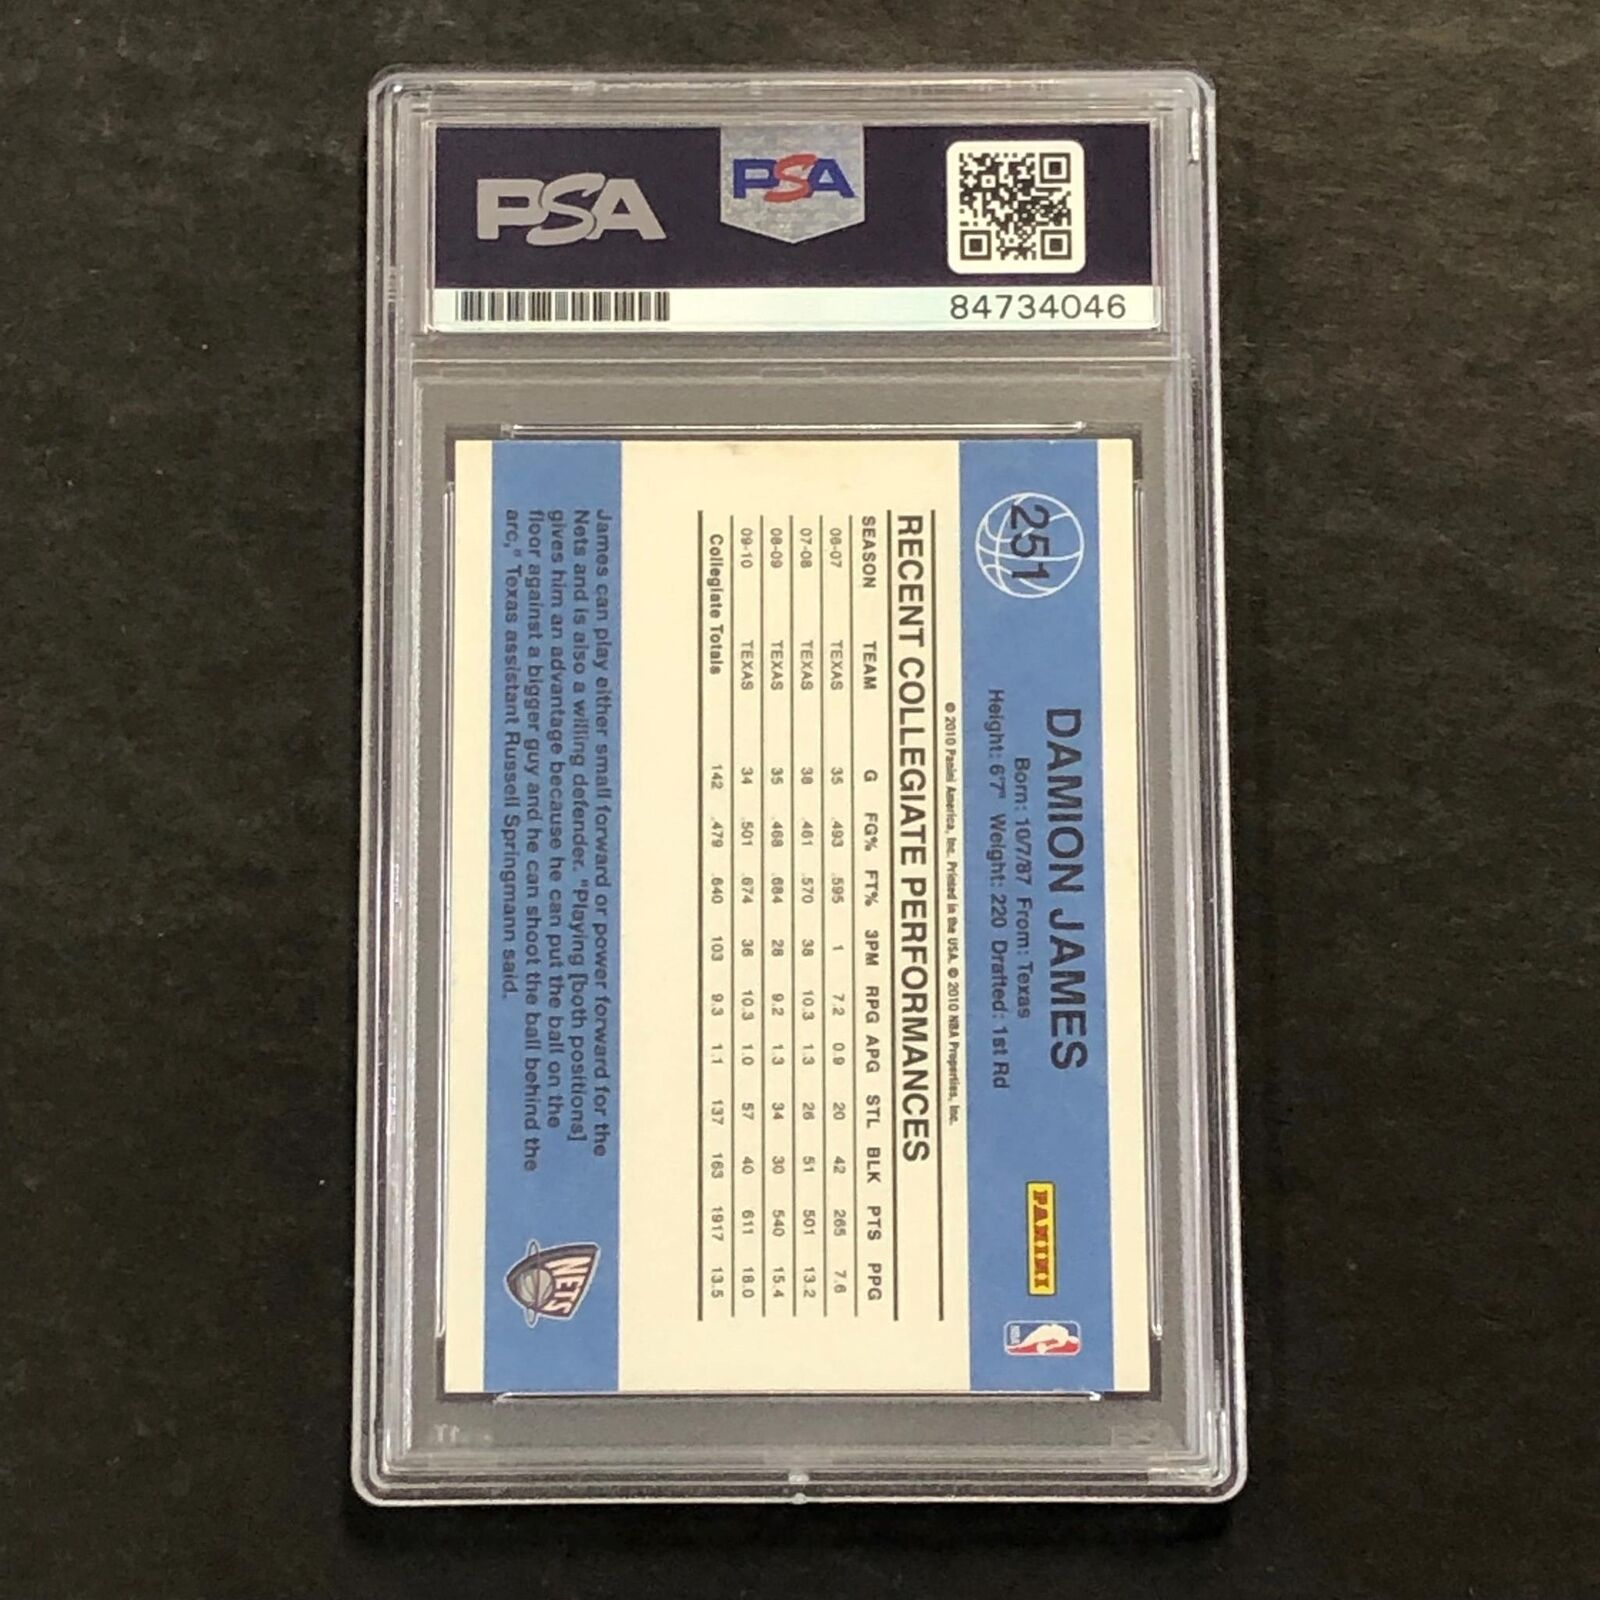 PSA
PSA
84734046
251
DAMION JAMES
Born: 10/7/87 From: Texas
Height: 6'7" Weight: 220 Drafted: 1st Rd
PANINI
NBA
© 2010 Panini America, Inc. Printed in the USA. © 2010 NBA Properties, Inc.
RECENT COLLEGIATE PERFORMANCES
SEASON TEAM G FG% FT% 3PM RPG APG STL BLK PTS PPG
06-07 TEXAS 35 .493 .595 1 7.2 0.9 20 42 265 7.6
07-08 TEXAS 38 .461 .570 38 10.3 1.3 26 51 501 13.2
08-09 TEXAS 35 .468 .684 28 9.2 1.3 34 30 540 15.4
09-10 TEXAS 34 .501 .674 36 10.3 1.0 57 40 611 18.0
Collegiate Totals 142 .479 .640 103 9.3 1.1 137 163 1917 13.5
James can play either small forward or power forward for the
Nets and is also a willing defender. "Playing [both positions]
gives him an advantage because he can put the ball on the
floor against a bigger guy and he can shoot the ball behind the
arc," Texas assistant Russell Springmann said.
NETS